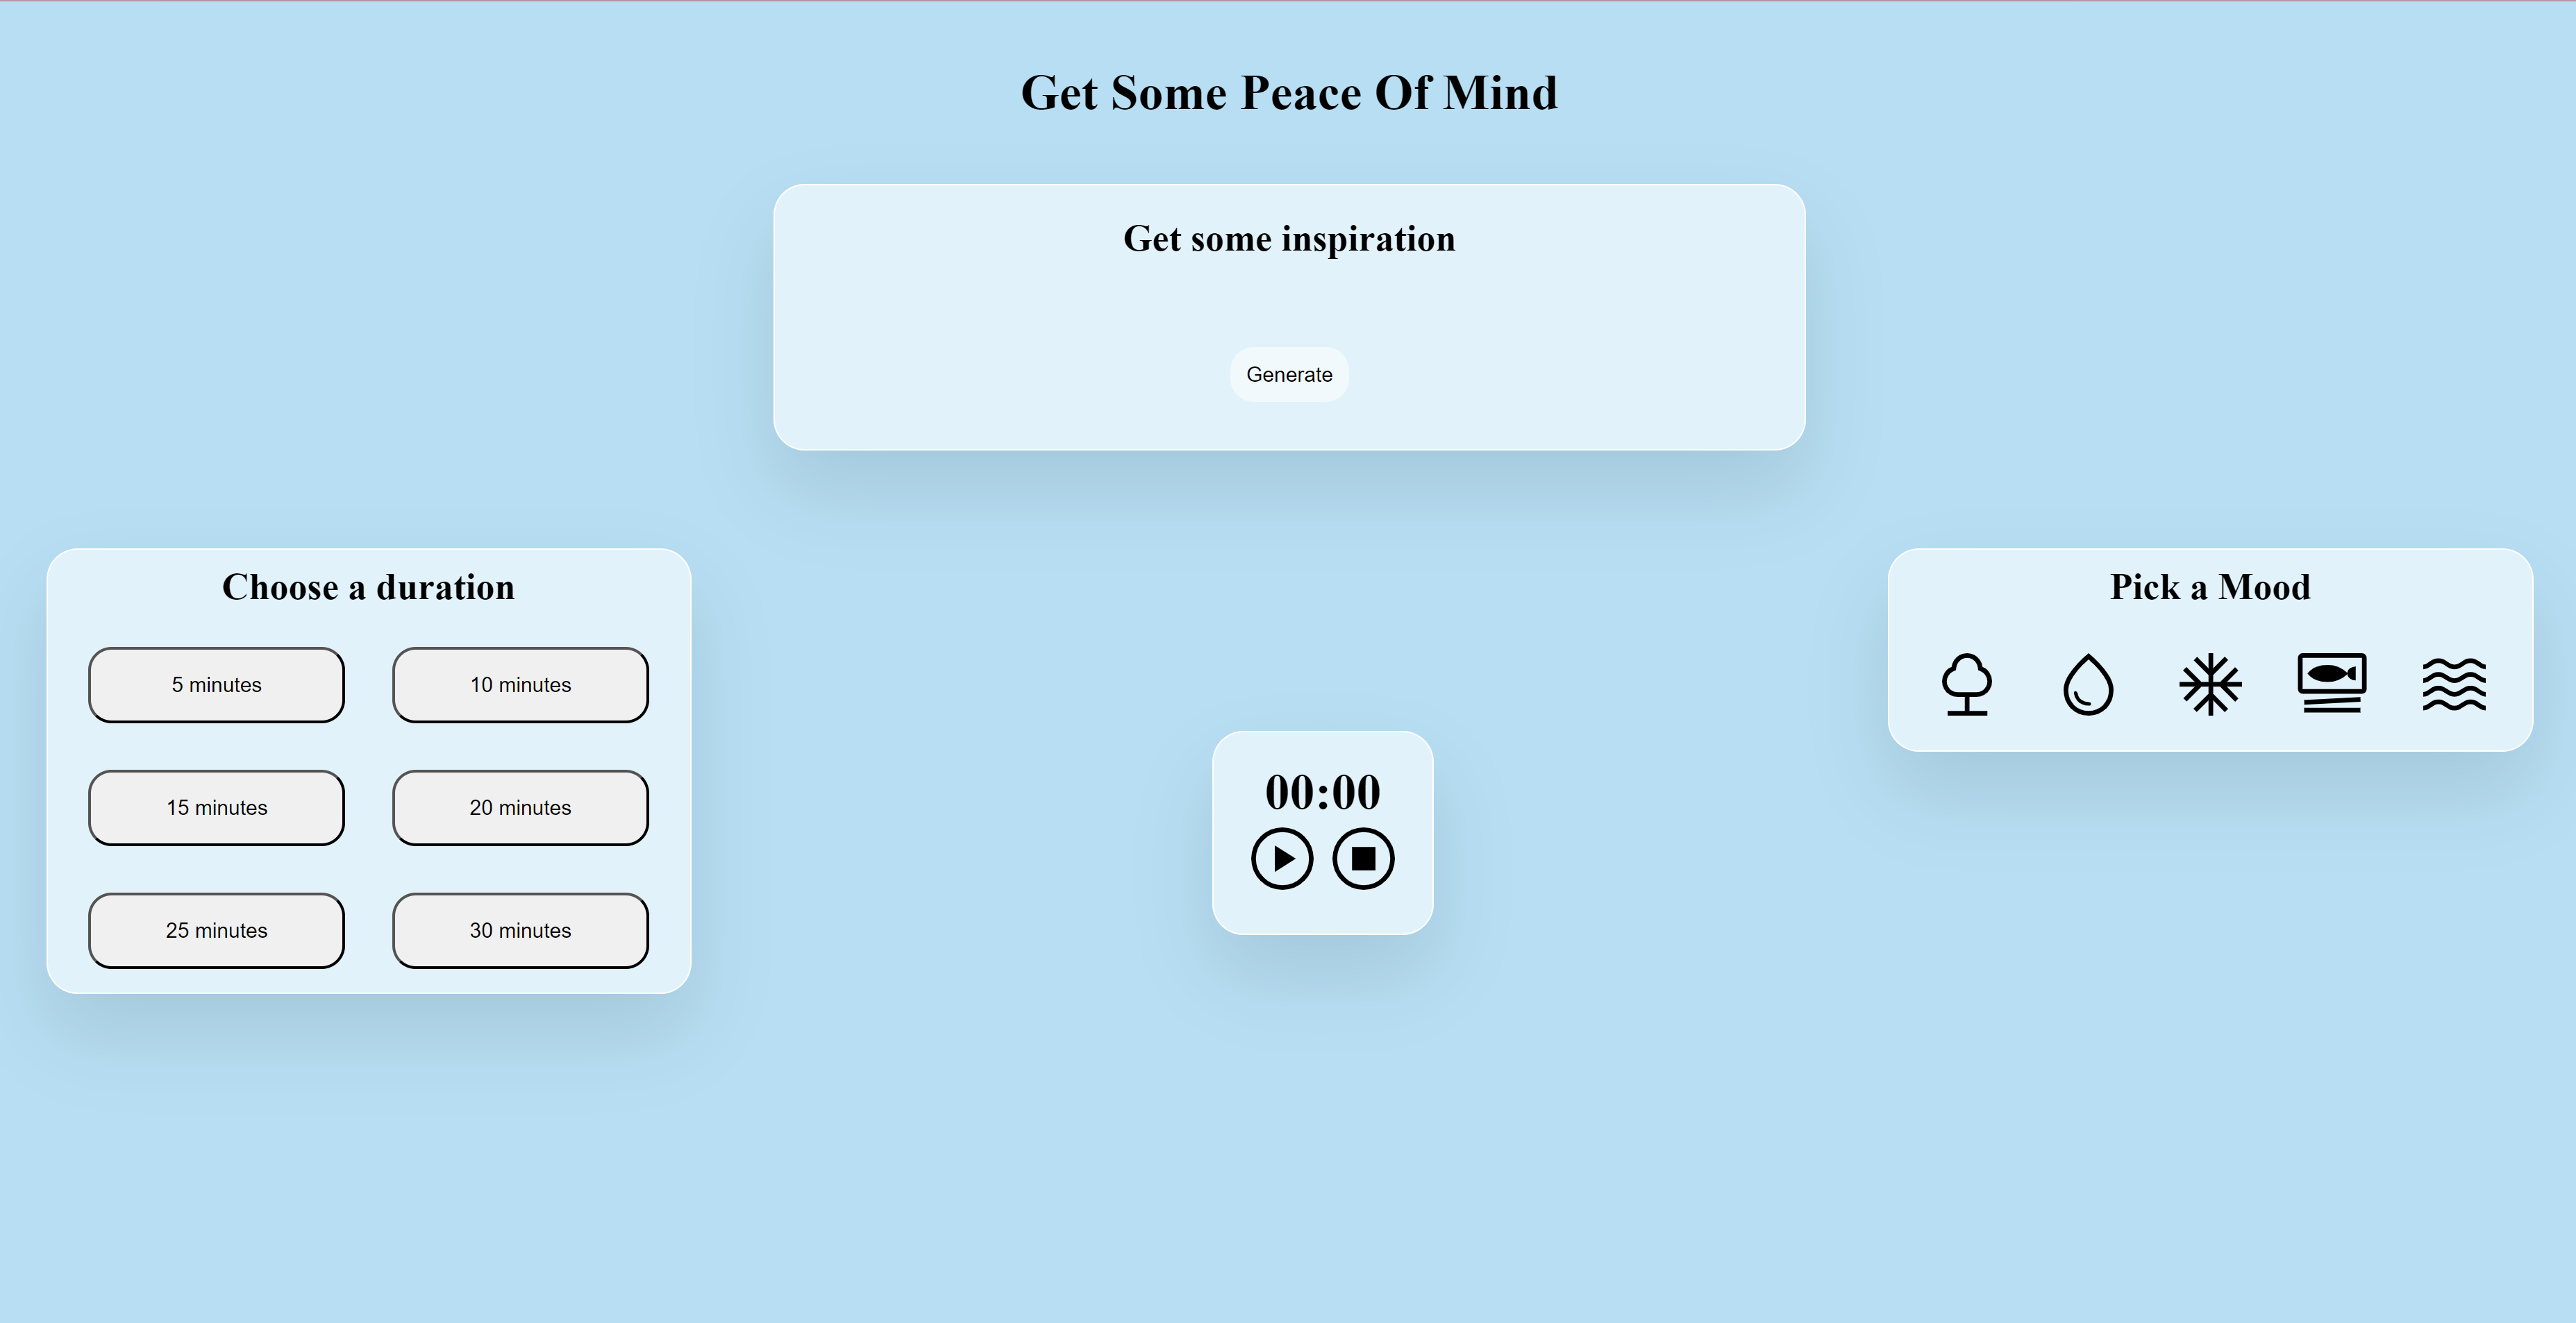 Get Some Peace Of Mind
Get some inspiration
Generate
Choose a duration
5 minutes
10 minutes
15 minutes
20 minutes
25 minutes
30 minutes
00:00
Pick a Mood